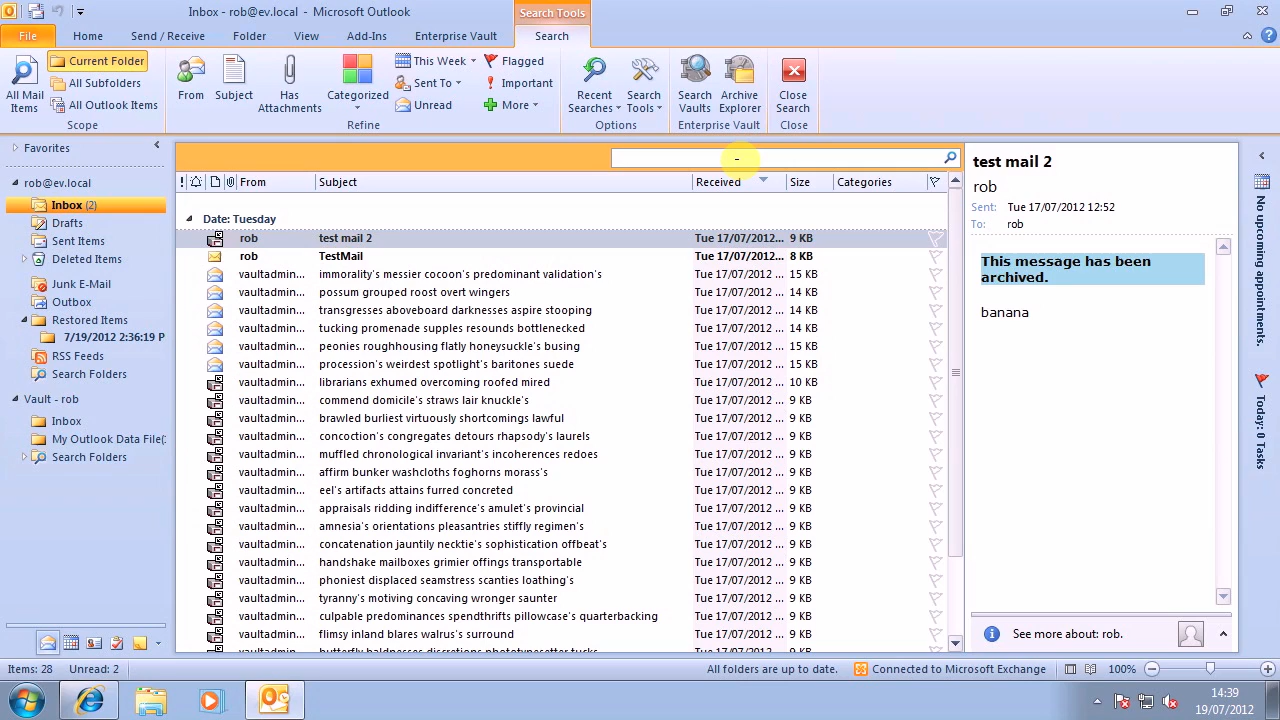 Inbox - rob@ev.local - Microsoft Outlook
Search Tools
File Home Send / Receive Folder View Add-Ins Enterprise Vault Search
All Mail Items
Current Folder
All Subfolders
All Outlook Items
Scope
From
Subject
Has Attachments
Categorized
This Week
Sent To
Unread
Flagged
Important
More
Refine
Recent Searches
Search Tools
Options
Search Vaults
Archive Explorer
Enterprise Vault
Close Search
Close
Favorites
rob@ev.local
Inbox (2)
Drafts
Sent Items
Deleted Items
Junk E-Mail
Outbox
Restored Items
7/19/2012 2:36:19 P
RSS Feeds
Search Folders
Vault - rob
Inbox
My Outlook Data File(
Search Folders
! From Subject Received Size Categories
Date: Tuesday
rob test mail 2 Tue 17/07/2012... 9 KB
rob TestMail Tue 17/07/2012... 8 KB
vaultadmin... immorality's messier cocoon's predominant validation's Tue 17/07/2012 ... 15 KB
vaultadmin... possum grouped roost overt wingers Tue 17/07/2012 ... 14 KB
vaultadmin... transgresses aboveboard darknesses aspire stooping Tue 17/07/2012 ... 14 KB
vaultadmin... tucking promenade supples resounds bottlenecked Tue 17/07/2012 ... 14 KB
vaultadmin... peonies roughhousing flatly honeysuckle's busing Tue 17/07/2012 ... 15 KB
vaultadmin... procession's weirdest spotlight's baritones suede Tue 17/07/2012 ... 15 KB
vaultadmin... librarians exhumed overcoming roofed mired Tue 17/07/2012 ... 10 KB
vaultadmin... commend domicile's straws lair knuckle's Tue 17/07/2012 ... 9 KB
vaultadmin... brawled burliest virtuously shortcomings lawful Tue 17/07/2012 ... 9 KB
vaultadmin... concoction's congregates detours rhapsody's laurels Tue 17/07/2012 ... 9 KB
vaultadmin... muffled chronological invariant's incoherences redoes Tue 17/07/2012 ... 9 KB
vaultadmin... affirm bunker washcloths foghorns morass's Tue 17/07/2012 ... 9 KB
vaultadmin... eel's artifacts attains furred concreted Tue 17/07/2012 ... 9 KB
vaultadmin... appraisals ridding indifference's amulet's provincial Tue 17/07/2012 ... 9 KB
vaultadmin... amnesia's orientations pleasantries stiffly regimen's Tue 17/07/2012 ... 9 KB
vaultadmin... concatenation jauntily necktie's sophistication offbeat's Tue 17/07/2012 ... 9 KB
vaultadmin... handshake mailboxes grimier offings transportable Tue 17/07/2012 ... 9 KB
vaultadmin... phoniest displaced seamstress scanties loathing's Tue 17/07/2012 ... 9 KB
vaultadmin... tyranny's motiving concaving wronger saunter Tue 17/07/2012 ... 9 KB
vaultadmin... culpable predominances spendthrifts pillowcase's quarterbacking Tue 17/07/2012 ... 9 KB
vaultadmin... flimsy inland blares walrus's surround Tue 17/07/2012 ... 9 KB
test mail 2
rob
Sent: Tue 17/07/2012 12:52
To: rob
This message has been
archived.
banana
See more about: rob.
No upcoming appointments.
Today: 0 Tasks
Items: 28 Unread: 2 All folders are up to date. Connected to Microsoft Exchange 100%
14:39
19/07/2012